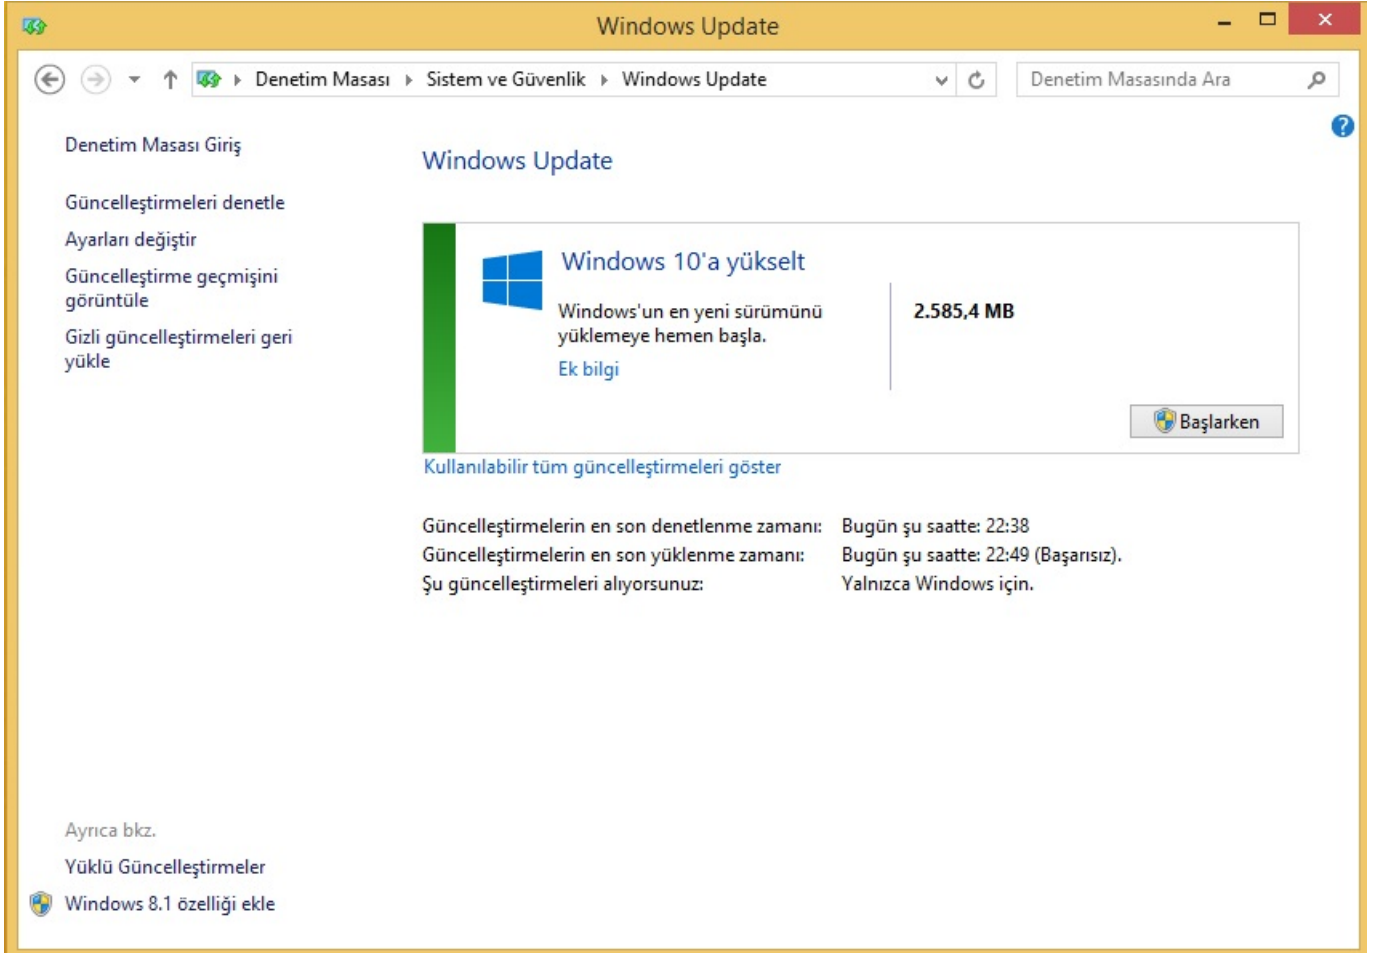 Windows Update
Denetim Masası
Sistem ve Güvenlik
Windows Update
Denetim Masasında Ara
Denetim Masası Giriş
Güncelleştirmeleri denetle
Ayarları değiştir
Güncelleştirme geçmişini
görüntüle
Gizli güncelleştirmeleri geri
yükle
Windows Update
Windows 10'a yükselt
Windows'un en yeni sürümünü
yüklemeye hemen başla.
Ek bilgi
2.585,4 MB
Başlarken
Kullanılabilir tüm güncelleştirmeleri göster
Güncelleştirmelerin en son denetlenme zamanı: Bugün şu saatte: 22:38
Güncelleştirmelerin en son yüklenme zamanı: Bugün şu saatte: 22:49 (Başarısız).
Şu güncelleştirmeleri alıyorsunuz: Yalnızca Windows için.
Ayrıca bkz.
Yüklü Güncelleştirmeler
Windows 8.1 özelliği ekle